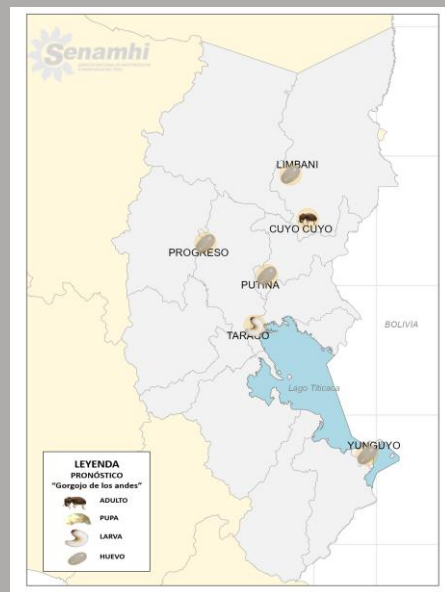 Senamhi
LIMBANI
CUYO CUYO
PROGRESO
PUTINA
TARACO
BOLIVIA
Lago Titicaca
YUNGUYO
LEYENDA
PRONÓSTICO
"Gorgojo de los andes"
ADULTO
PUPA
LARVA
HUEVO